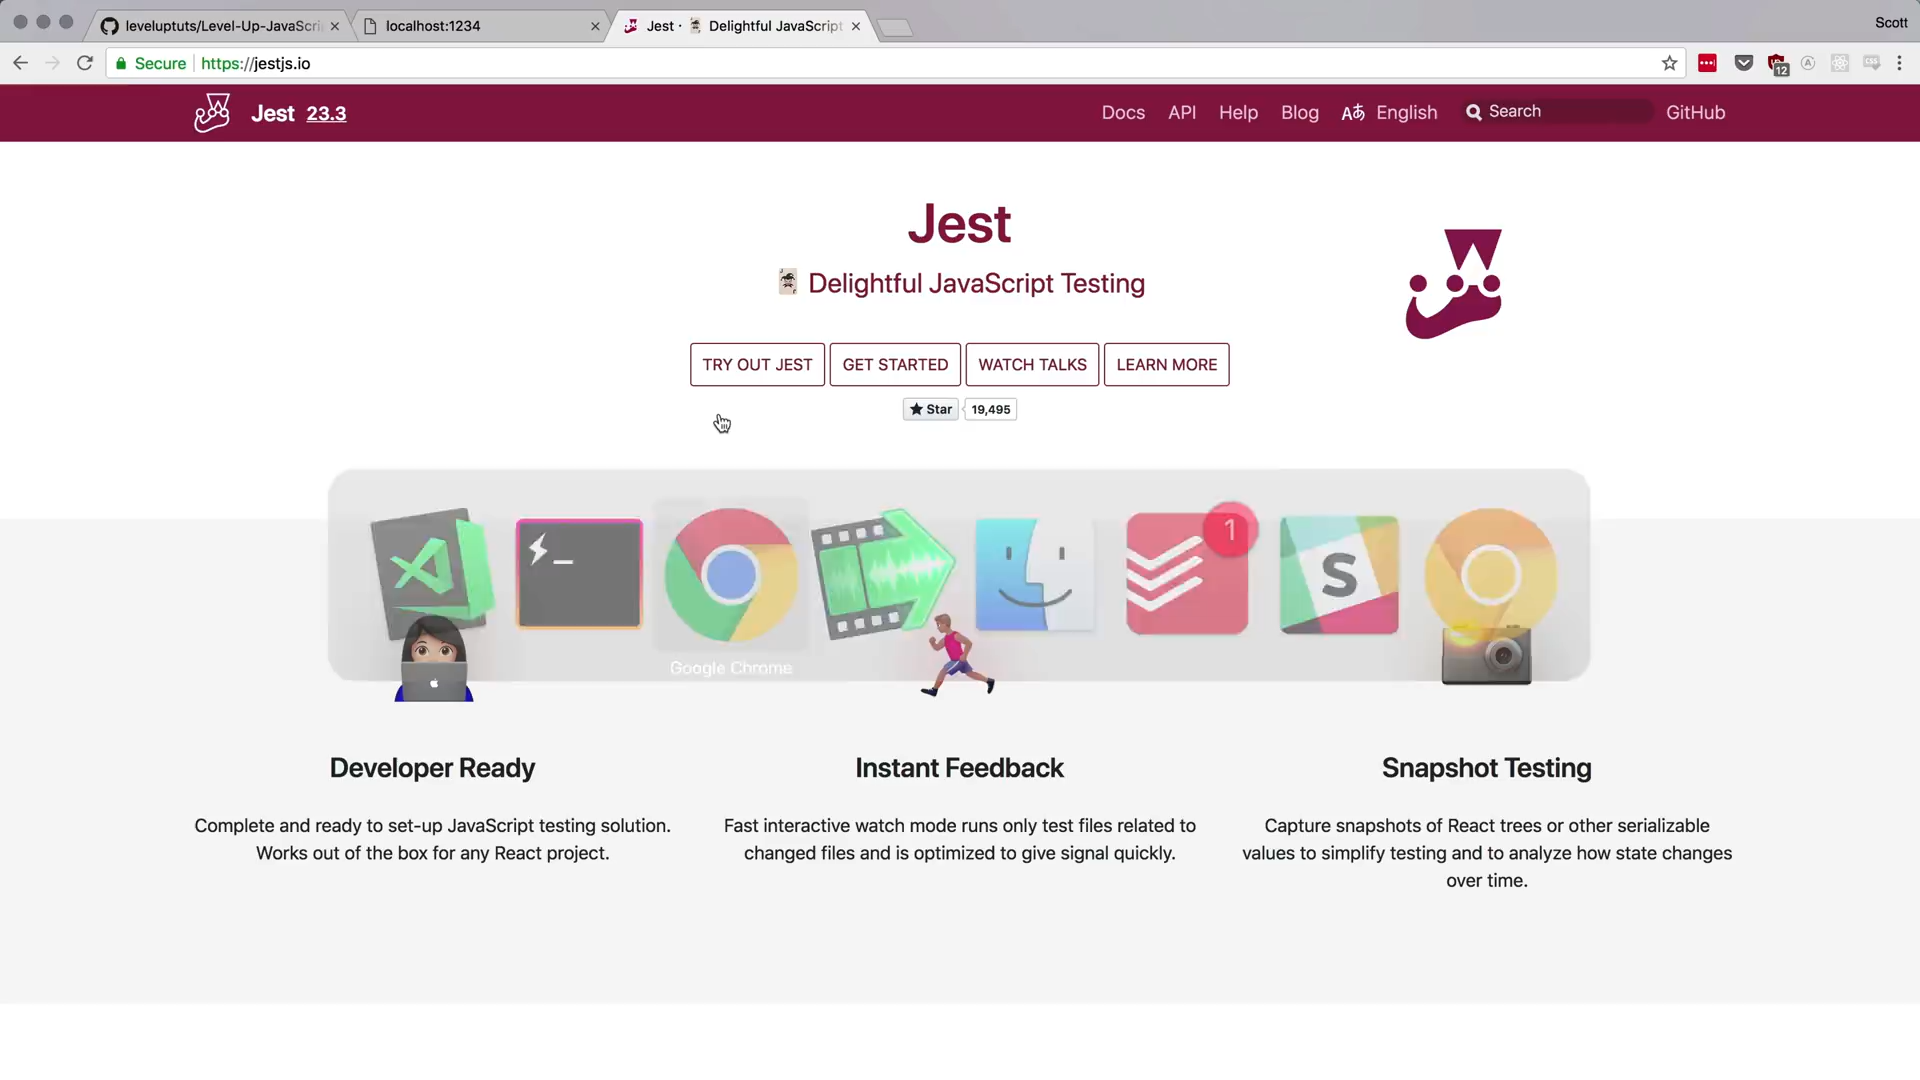 leveluptuts/Level-Up-JavaScri
localhost:1234
Jest · Delightful JavaScript
Scott
Secure
https://jestjs.io
12
Jest 23.3
Docs
API
Help
Blog
Aあ English
Search
GitHub
Jest
Delightful JavaScript Testing
TRY OUT JEST
GET STARTED
WATCH TALKS
LEARN MORE
Star
19,495
1
S
Google Chrome
Developer Ready
Complete and ready to set-up JavaScript testing solution.
Works out of the box for any React project.
Instant Feedback
Fast interactive watch mode runs only test files related to
changed files and is optimized to give signal quickly.
Snapshot Testing
Capture snapshots of React trees or other serializable
values to simplify testing and to analyze how state changes
over time.